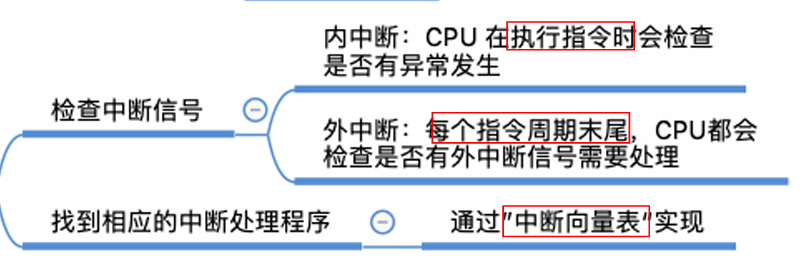 内中断：CPU 在执行指令时会检查
是否有异常发生
检查中断信号
外中断：每个指令周期末尾，CPU都会
检查是否有外中断信号需要处理
找到相应的中断处理程序
通过”中断向量表“实现